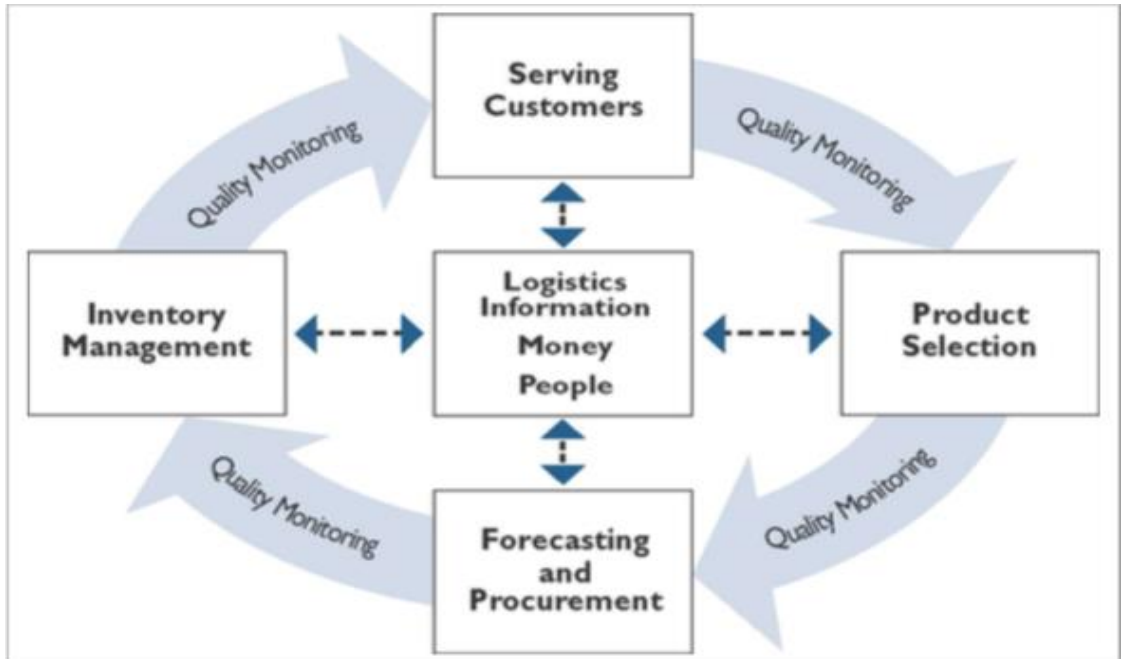 Serving
Customers
Quality Monitoring
Quality Monitoring
Inventory
Management
Logistics
Information
Money
People
Product
Selection
Quality Monitoring
Quality Monitoring
Forecasting
and
Procurement